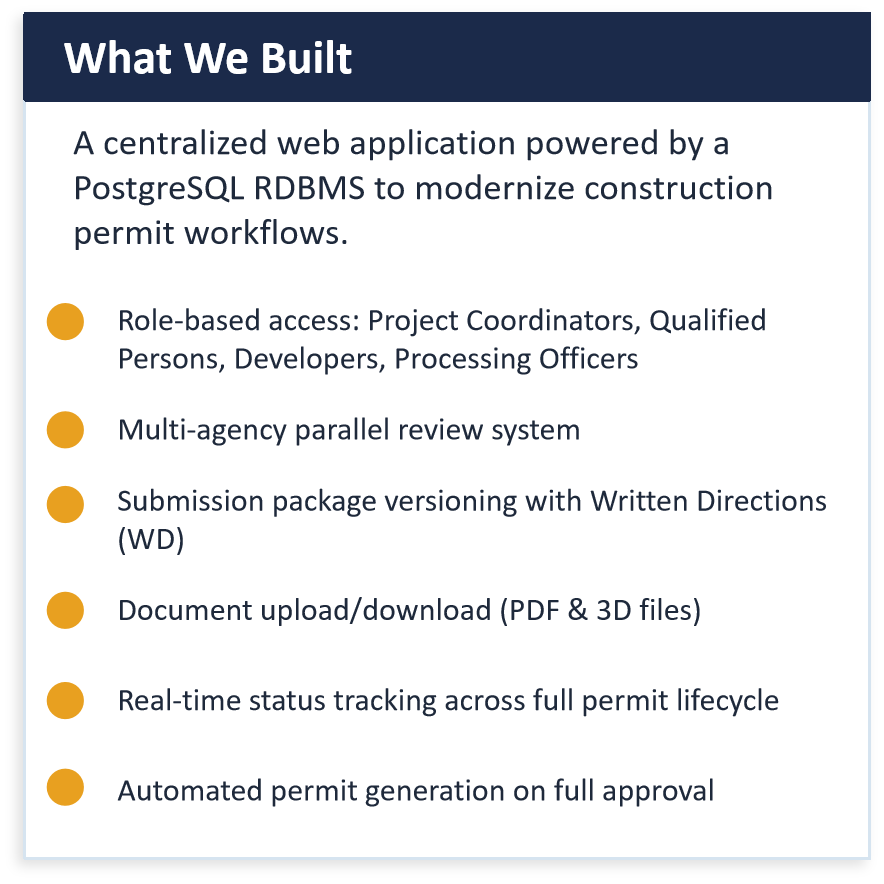 What We Built
A centralized web application powered by a
PostgreSQL RDBMS to modernize construction
permit workflows.
Role-based access: Project Coordinators, Qualified
Persons, Developers, Processing Officers
Multi-agency parallel review system
Submission package versioning with Written Directions
(WD)
Document upload/download (PDF & 3D files)
Real-time status tracking across full permit lifecycle
Automated permit generation on full approval